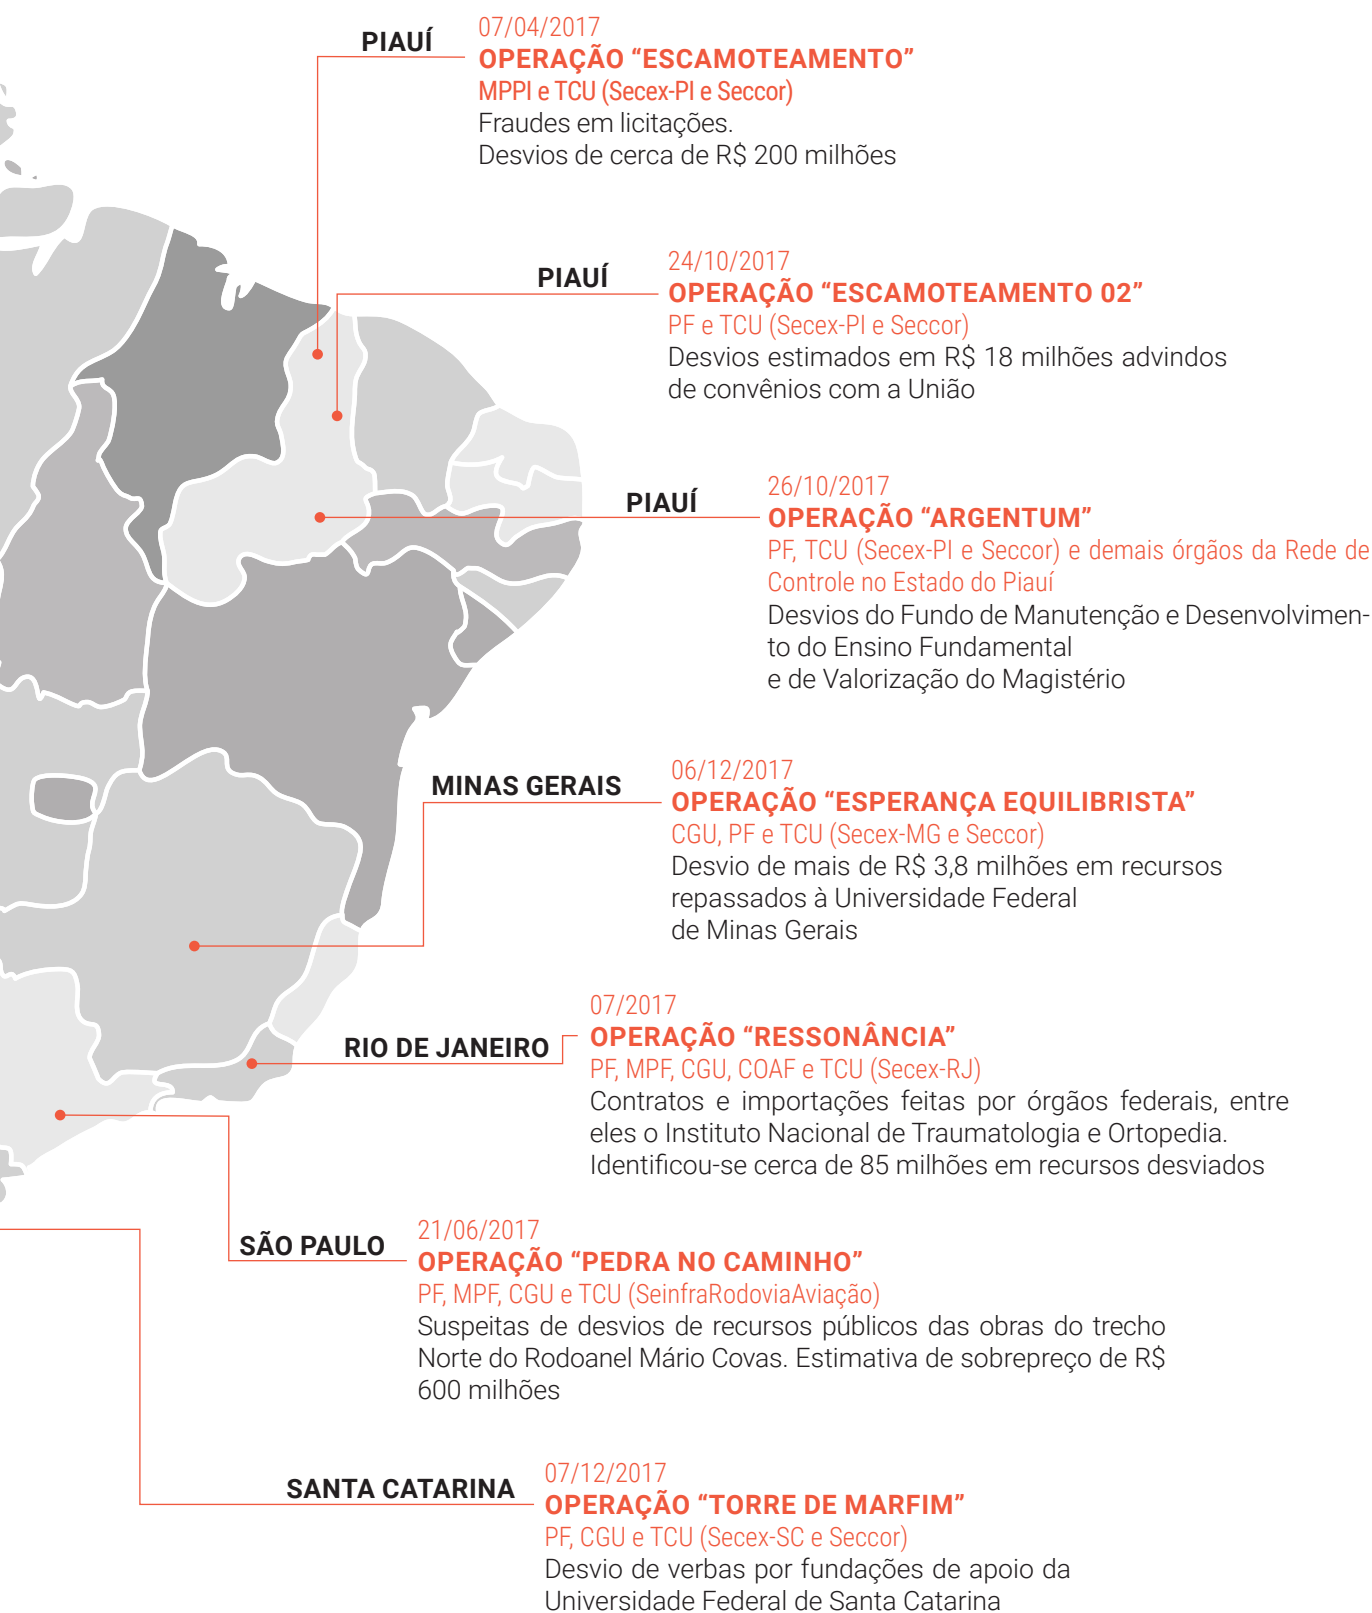 PIAUÍ
07/04/2017
OPERAÇÃO “ESCAMOTEAMENTO”
MPPI e TCU (Secex-PI e Seccor)
Fraudes em licitações.
Desvios de cerca de R$ 200 milhões
PIAUÍ
24/10/2017
OPERAÇÃO “ESCAMOTEAMENTO 02”
PF e TCU (Secex-PI e Seccor)
Desvios estimados em R$ 18 milhões advindos
de convênios com a União
PIAUÍ
26/10/2017
OPERAÇÃO “ARGENTUM”
PF, TCU (Secex-PI e Seccor) e demais órgãos da Rede de
Controle no Estado do Piauí
Desvios do Fundo de Manutenção e Desenvolvimen-
to do Ensino Fundamental
e de Valorização do Magistério
MINAS GERAIS
06/12/2017
OPERAÇÃO “ESPERANÇA EQUILIBRISTA”
CGU, PF e TCU (Secex-MG e Seccor)
Desvio de mais de R$ 3,8 milhões em recursos
repassados à Universidade Federal
de Minas Gerais
RIO DE JANEIRO
07/2017
OPERAÇÃO “RESSONÂNCIA”
PF, MPF, CGU, COAF e TCU (Secex-RJ)
Contratos e importações feitas por órgãos federais, entre
eles o Instituto Nacional de Traumatologia e Ortopedia.
Identificou-se cerca de 85 milhões em recursos desviados
SÃO PAULO
21/06/2017
OPERAÇÃO “PEDRA NO CAMINHO”
PF, MPF, CGU e TCU (SeinfraRodoviaAviação)
Suspeitas de desvios de recursos públicos das obras do trecho
Norte do Rodoanel Mário Covas. Estimativa de sobrepreço de R$
600 milhões
SANTA CATARINA
07/12/2017
OPERAÇÃO “TORRE DE MARFIM”
PF, CGU e TCU (Secex-SC e Seccor)
Desvio de verbas por fundações de apoio da
Universidade Federal de Santa Catarina